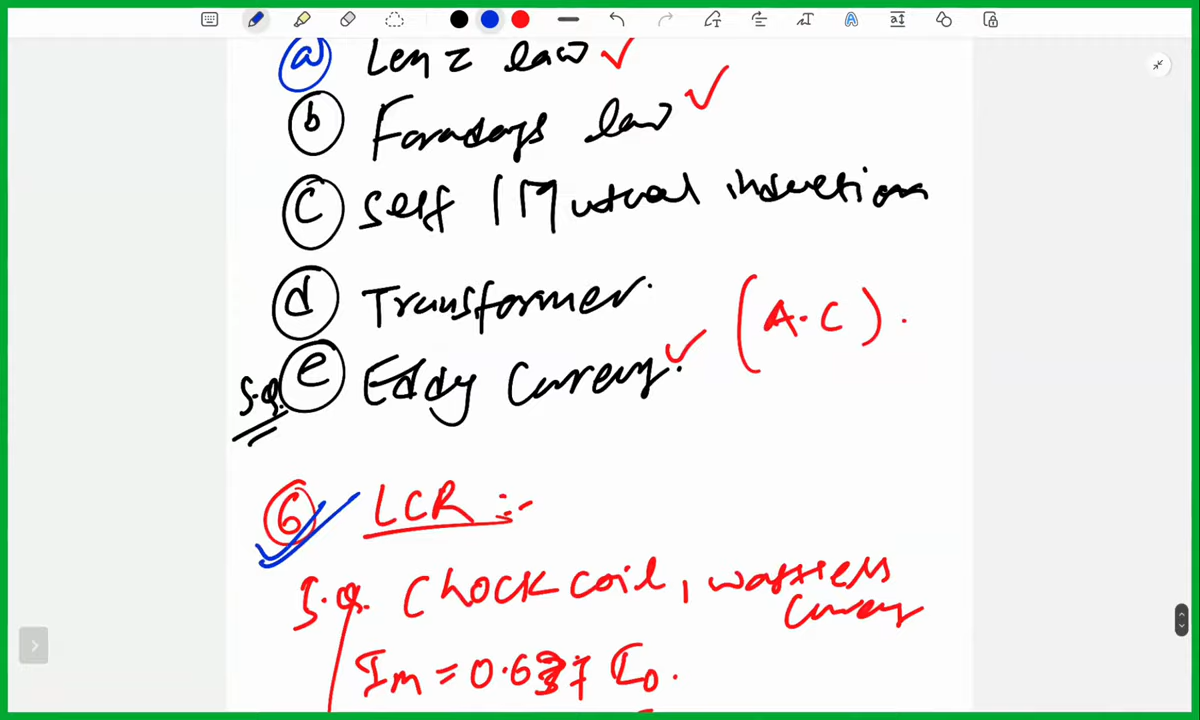 (a) Lenz law ✓
(b) Faradays law ✓
(c) Self | Mutual induction
(d) Transformer. (A.C).
S.Q. (e) Eddy Current. ✓
(6) LCR :-
S.Q. Chock coil, wattless
Current
Im = 0.637 I0.